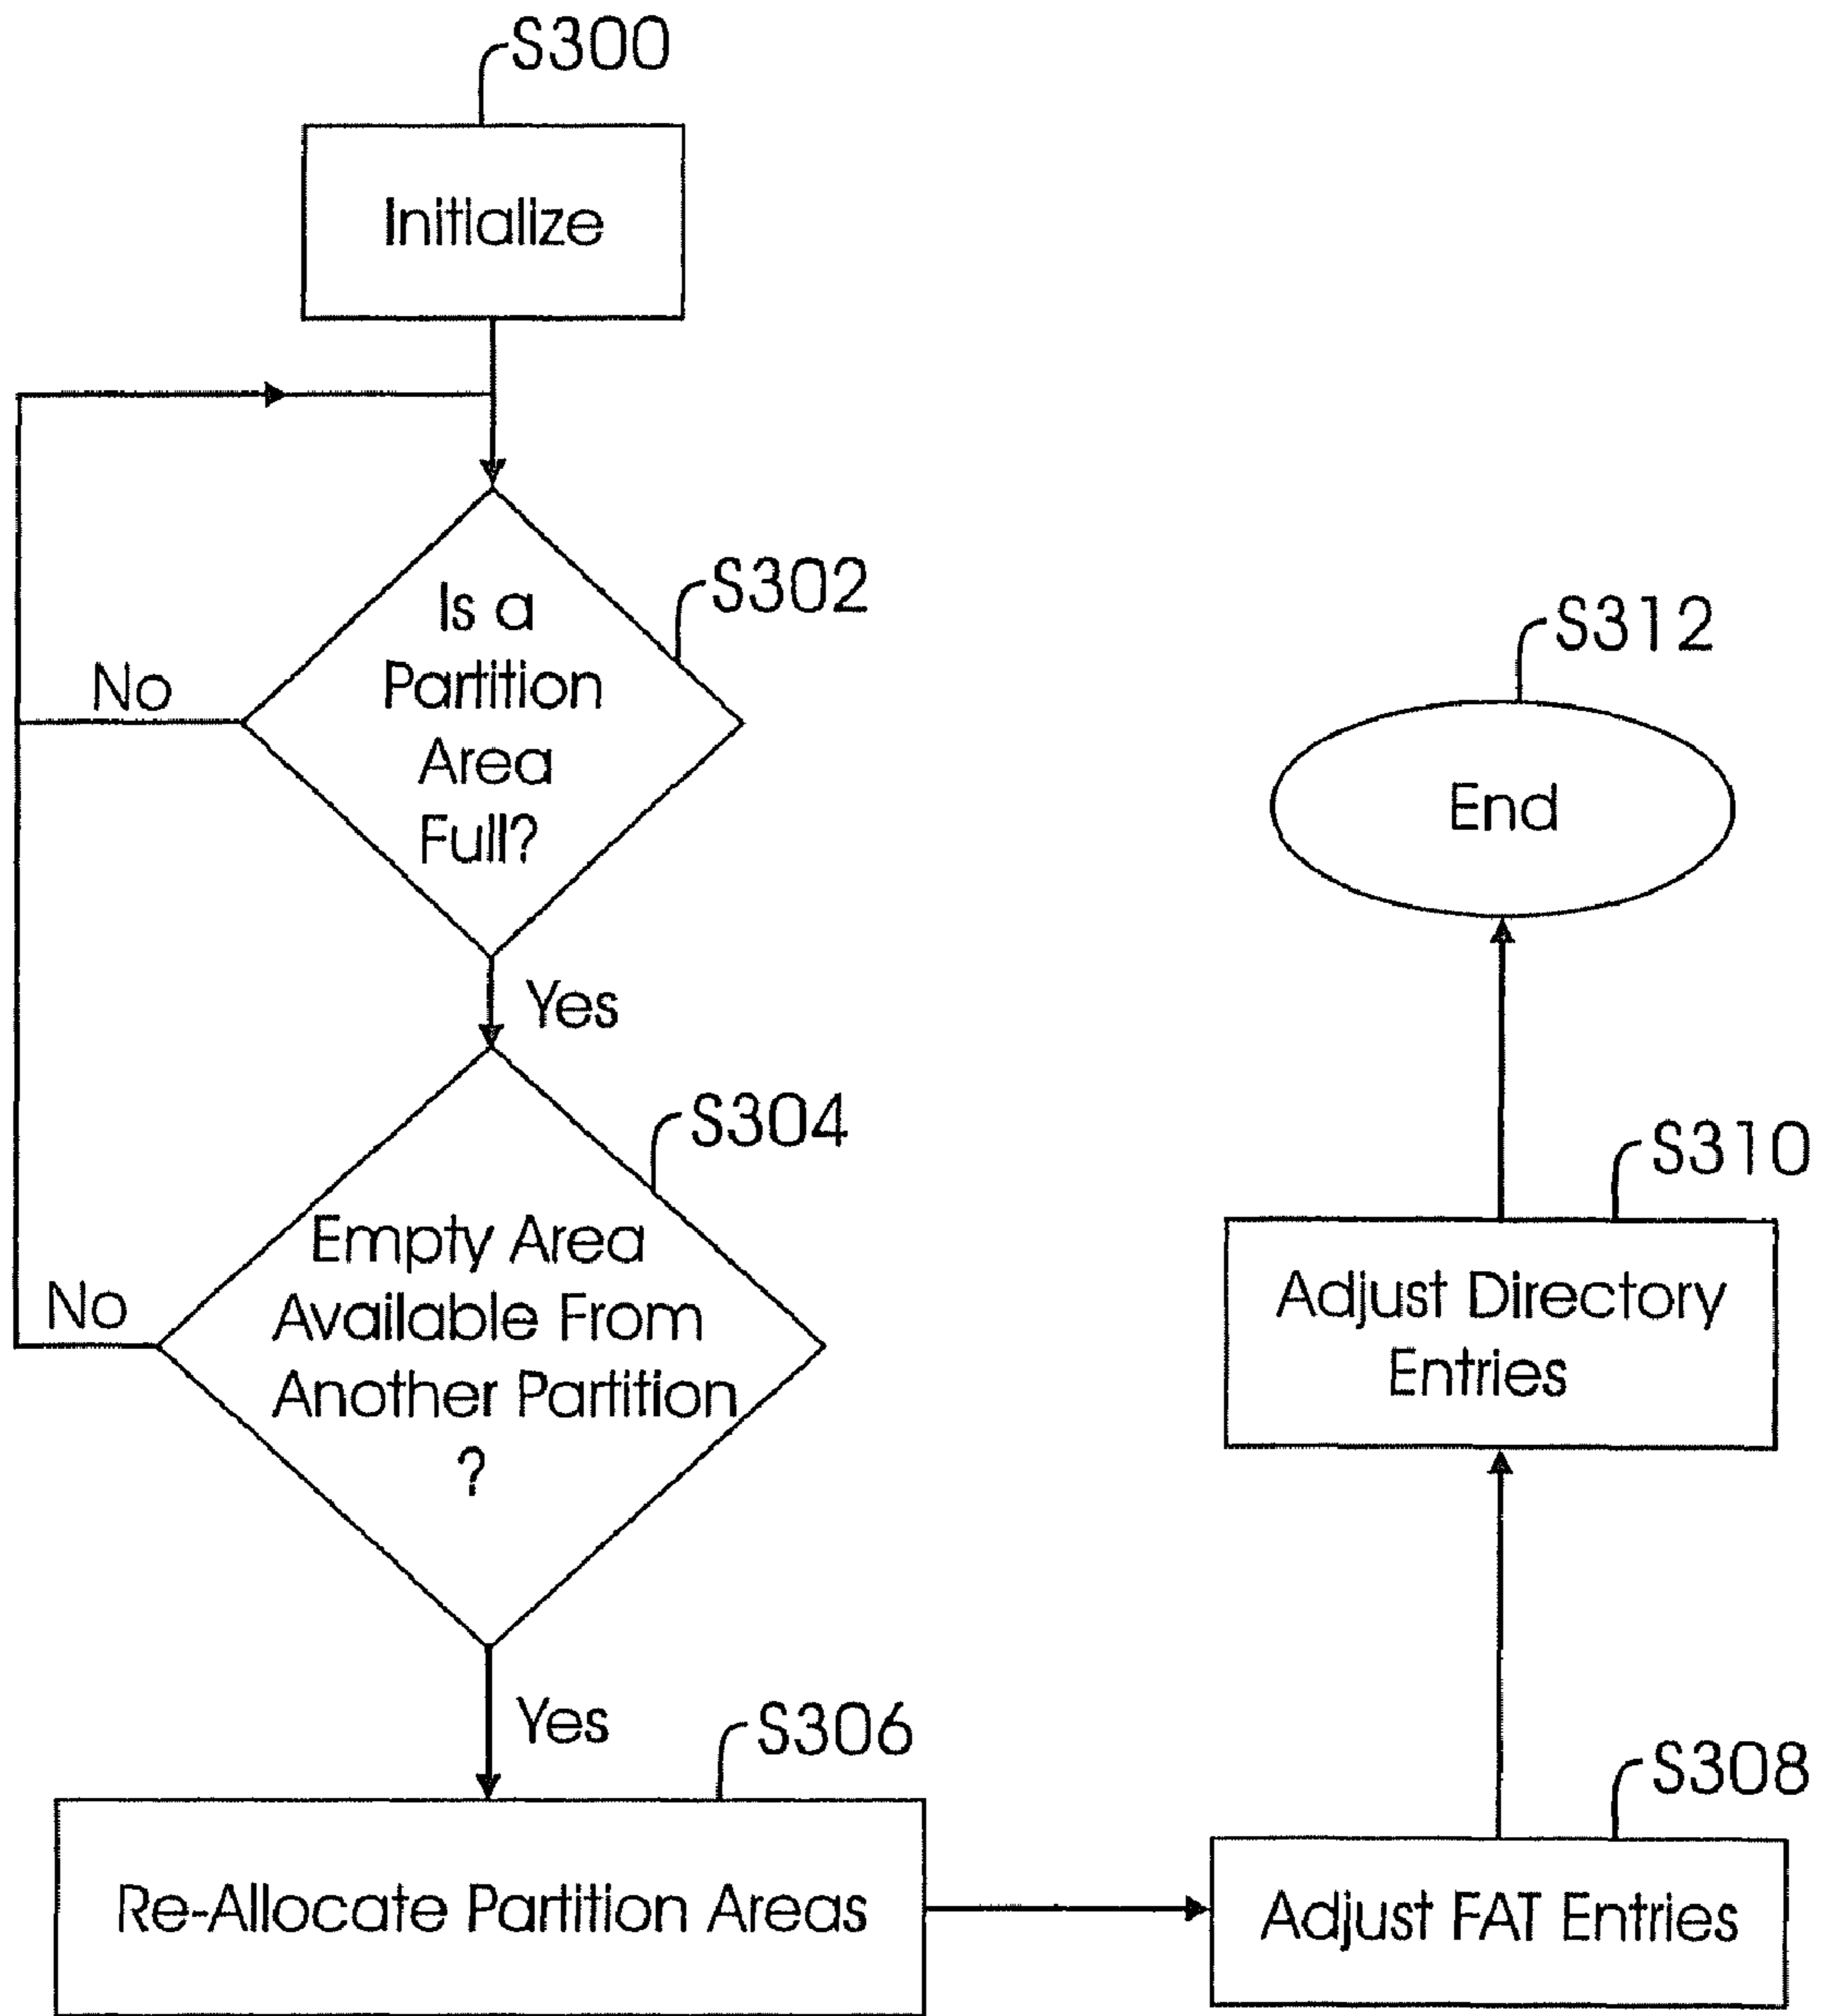 S300
Initialize
S302
Is a
Partition
Area
Full?
No
Yes
S304
Empty Area
Available From
Another Partition
?
No
Yes
S306
Re-Allocate Partition Areas
S308
Adjust FAT Entries
S310
Adjust Directory
Entries
S312
End